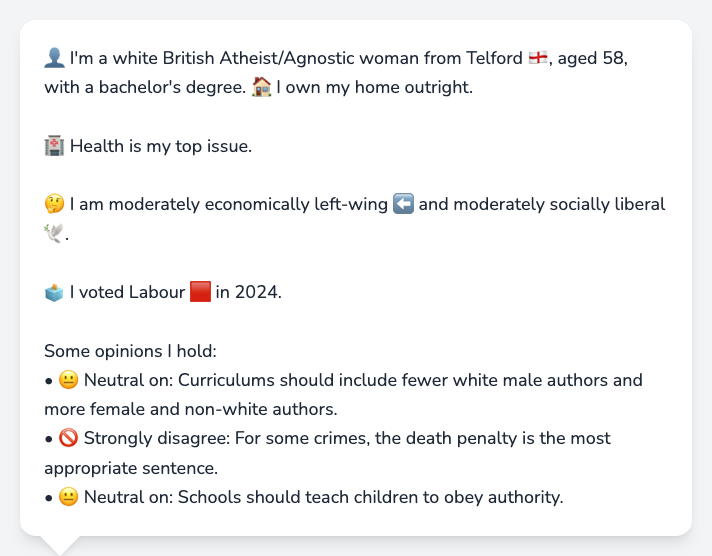 👤 I'm a white British Atheist/Agnostic woman from Telford 🏴󠁧󠁢󠁥󠁮󠁧󠁿, aged 58,
with a bachelor's degree. 🏠 I own my home outright.
🏥 Health is my top issue.
🤔 I am moderately economically left-wing ⬅️ and moderately socially liberal
🕊️.
🗳️ I voted Labour 🟥 in 2024.
Some opinions I hold:
• 😐 Neutral on: Curriculums should include fewer white male authors and
more female and non-white authors.
• 🚫 Strongly disagree: For some crimes, the death penalty is the most
appropriate sentence.
• 😐 Neutral on: Schools should teach children to obey authority.